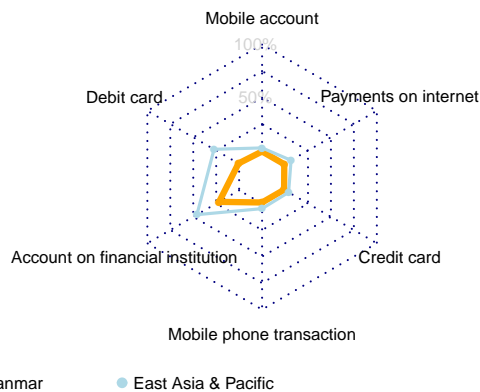 Mobile account
100%
Debit card
Payments on internet
50%
Account on financial institution
Credit card
Mobile phone transaction
anmar
East Asia & Pacific